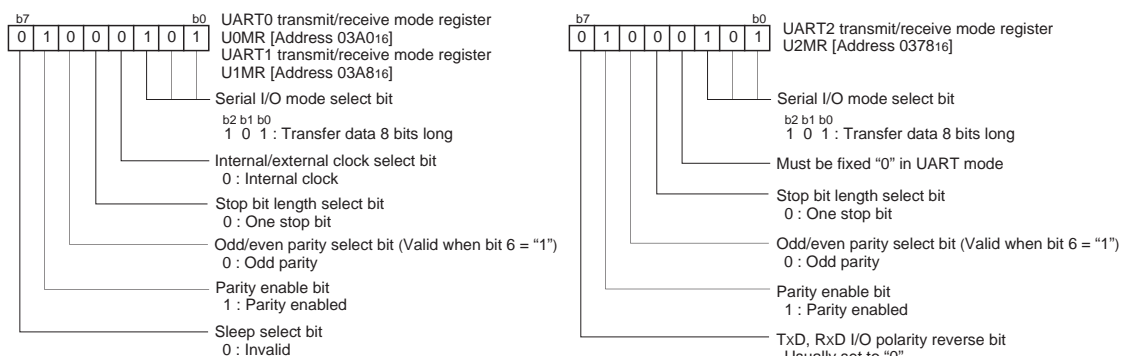 b7 b0
0 1 0 0 0 1 0 1
UART0 transmit/receive mode register
U0MR [Address 03A016]
UART1 transmit/receive mode register
U1MR [Address 03A816]
Serial I/O mode select bit
b2 b1 b0
1 0 1 : Transfer data 8 bits long
Internal/external clock select bit
0 : Internal clock
Stop bit length select bit
0 : One stop bit
Odd/even parity select bit (Valid when bit 6 = “1”)
0 : Odd parity
Parity enable bit
1 : Parity enabled
Sleep select bit
0 : Invalid
b7 b0
0 1 0 0 0 1 0 1
UART2 transmit/receive mode register
U2MR [Address 037816]
Serial I/O mode select bit
b2 b1 b0
1 0 1 : Transfer data 8 bits long
Must be fixed “0” in UART mode
Stop bit length select bit
0 : One stop bit
Odd/even parity select bit (Valid when bit 6 = “1”)
0 : Odd parity
Parity enable bit
1 : Parity enabled
TxD, RxD I/O polarity reverse bit
Usually set to “0”